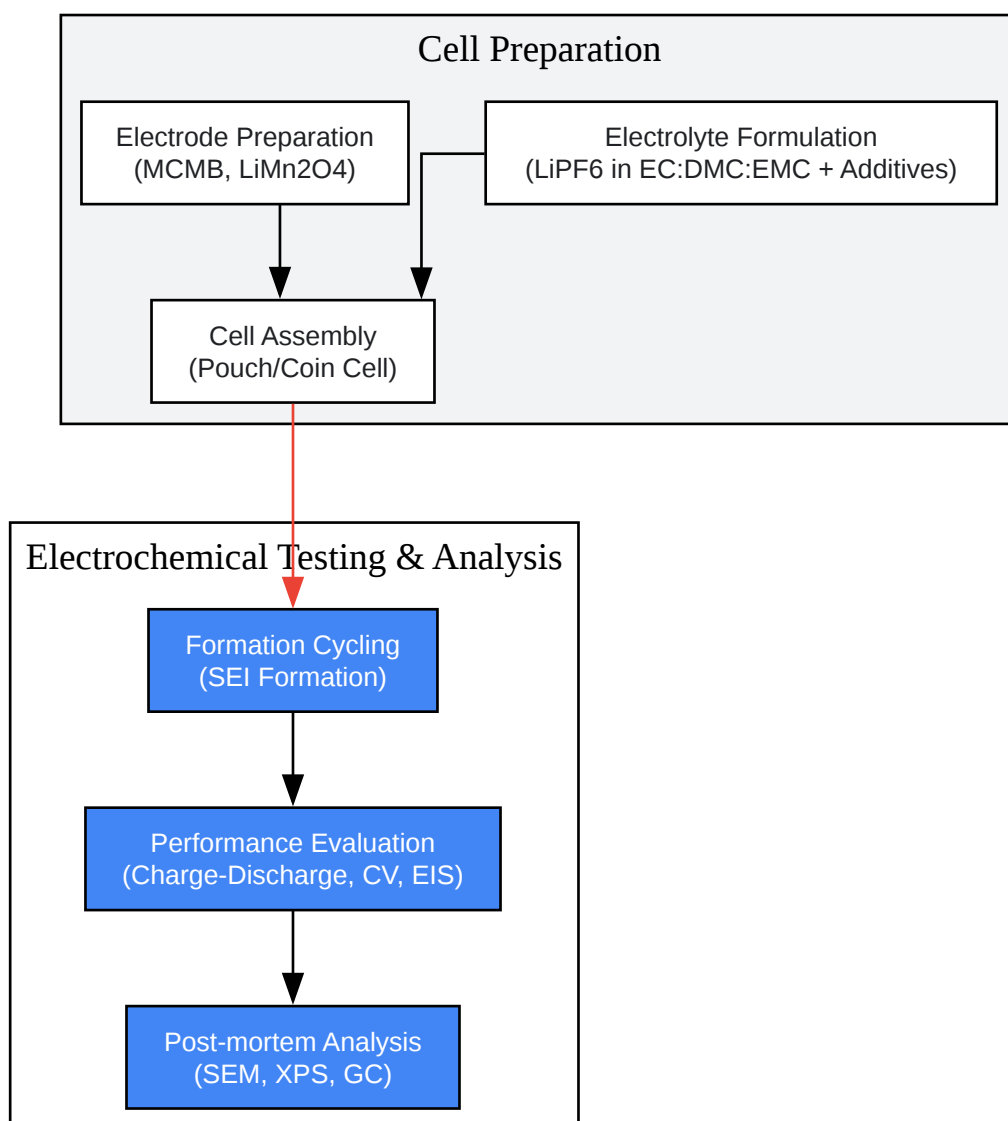 Cell Preparation
Electrode Preparation
(MCMB, LiMn2O4)
Electrolyte Formulation
(LiPF6 in EC:DMC:EMC + Additives)
Cell Assembly
(Pouch/Coin Cell)
Electrochemical Testing & Analysis
Formation Cycling
(SEI Formation)
Performance Evaluation
(Charge-Discharge, CV, EIS)
Post-mortem Analysis
(SEM, XPS, GC)